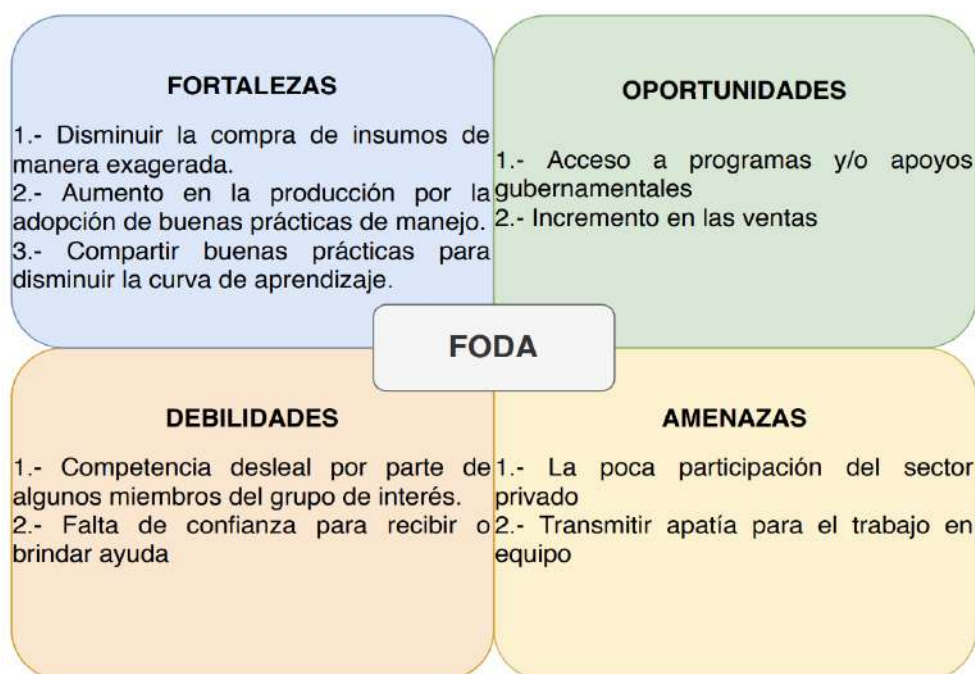 FORTALEZAS
1.- Disminuir la compra de insumos de
manera exagerada.
2.- Aumento en la producción por la
adopción de buenas prácticas de manejo.
3.- Compartir buenas prácticas para
disminuir la curva de aprendizaje.
OPORTUNIDADES
1.- Acceso a programas y/o apoyos
gubernamentales
2.- Incremento en las ventas
FODA
DEBILIDADES
1.- Competencia desleal por parte de
algunos miembros del grupo de interés.
2.- Falta de confianza para recibir o
brindar ayuda
AMENAZAS
1.- La poca participación del sector
privado
2.- Transmitir apatía para el trabajo en
equipo